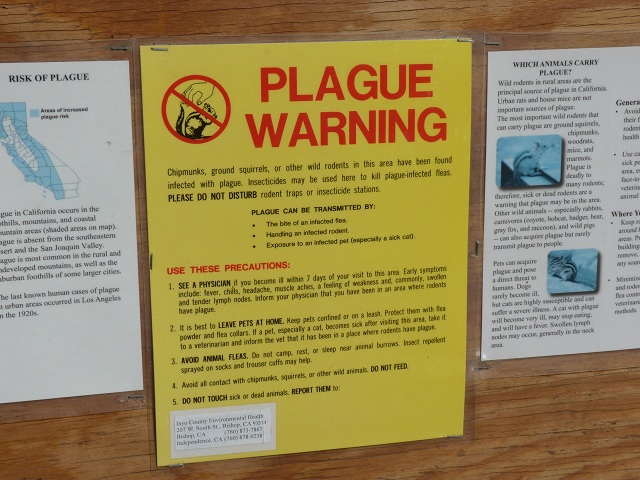 RISK OF PLAGUE
Areas of increased
plague risk
in California occurs in the
mountains, and coastal
areas (shaded areas on map).
is absent from the southeastern
and the San Joaquin Valley.
is most common in the rural and
mountains, as well as the
foothills of some larger cities.
last known human cases of plague
urban areas occurred in Los Angeles
the 1920s.
PLAGUE
WARNING
Chipmunks, ground squirrels, or other wild rodents in this area have been found
infected with plague. Insecticides may be used here to kill plague-infected fleas.
PLEASE DO NOT DISTURB rodent traps or insecticide stations.
PLAGUE CAN BE TRANSMITTED BY:
• The bite of an infected flea.
• Handling an infected rodent.
• Exposure to an infected pet (especially a sick cat).
USE THESE PRECAUTIONS:
1. SEE A PHYSICIAN if you become ill within 7 days of your visit to this area. Early symptoms
include: fever, chills, headache, muscle aches, a feeling of weakness and, commonly, swollen
and tender lymph nodes. Inform your physician that you have been in an area where rodents
have plague.
2. It is best to LEAVE PETS AT HOME. Keep pets confined or on a leash. Protect them with flea
powder and flea collars. If a pet, especially a cat, becomes sick after visiting this area, take it
to a veterinarian and inform the vet that it has been in a place where rodents have plague.
3. AVOID ANIMAL FLEAS. Do not camp, rest, or sleep near animal burrows. Insect repellent
sprayed on socks and trouser cuffs may help.
4. Avoid all contact with chipmunks, squirrels, or other wild animals. DO NOT FEED.
5. DO NOT TOUCH sick or dead animals. REPORT THEM to:
Inyo County Environmental Health
207 W. South St., Bishop, CA 93514
Bishop, CA (760) 873-7867
Independence, CA (760) 878-0238
WHICH ANIMALS CARRY
PLAGUE?
Wild rodents in rural areas are the
principal source of plague in California.
Urban rats and house mice are not
important sources of plague.
The most important wild rodents that
can carry plague are ground squirrels,
chipmunks,
woodrats,
mice, and
marmots.
Plague is
deadly to
many rodents;
therefore, sick or dead rodents are a
warning that plague may be in the area.
Other wild animals -- especially rabbits,
carnivores (coyote, bobcat, badger, bear,
gray fox, and raccoon), and wild pigs
-- can also acquire plague but rarely
transmit plague to people.
Pets can acquire
plague and pose
a direct threat to
humans. Dogs
rarely become ill,
but cats are highly susceptible and can
suffer a severe illness. A cat with plague
will become very ill, may stop eating,
and will have a fever. Swollen lymph
nodes may occur, generally in the neck
area.